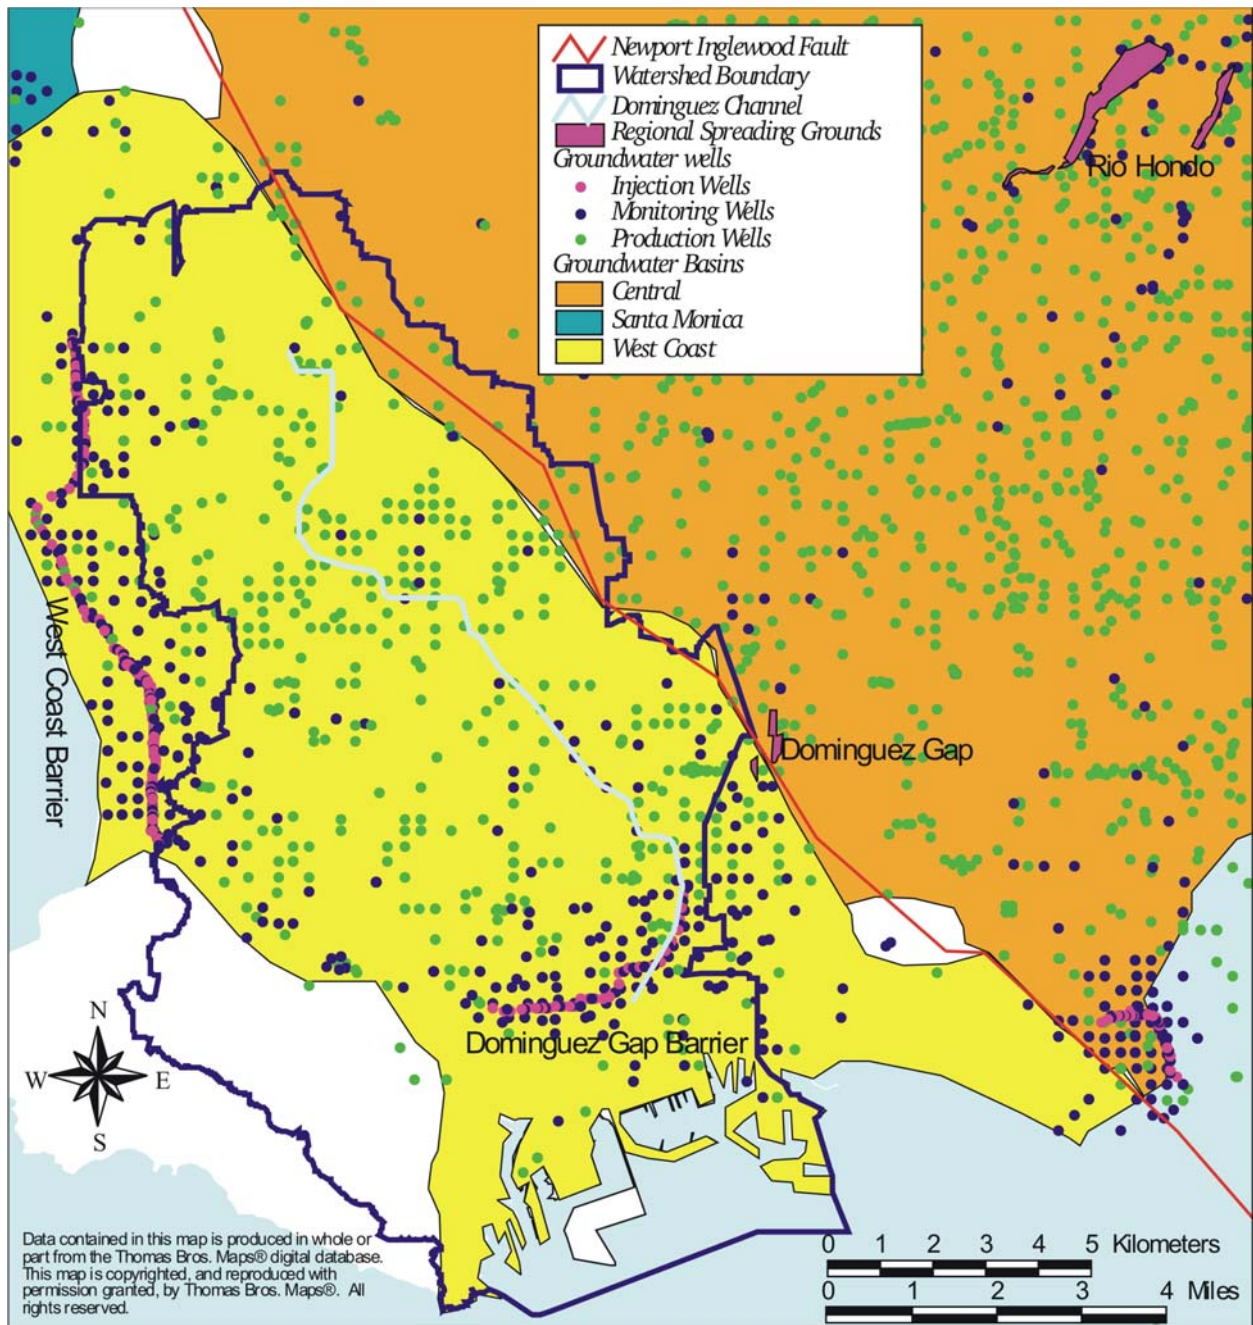 Newport Inglewood Fault
Watershed Boundary
Dominguez Channel
Regional Spreading Grounds
Groundwater wells
Injection Wells
Monitoring Wells
Production Wells
Groundwater Basins
Central
Santa Monica
West Coast
Rio Hondo
West Coast Barrier
Dominguez Gap
Dominguez Gap Barrier
N
W E
S
Data contained in this map is produced in whole or
part from the Thomas Bros. Maps® digital database.
This map is copyrighted, and reproduced with
permission granted, by Thomas Bros. Maps®. All
rights reserved.
0 1 2 3 4 5 Kilometers
0 1 2 3 4 Miles